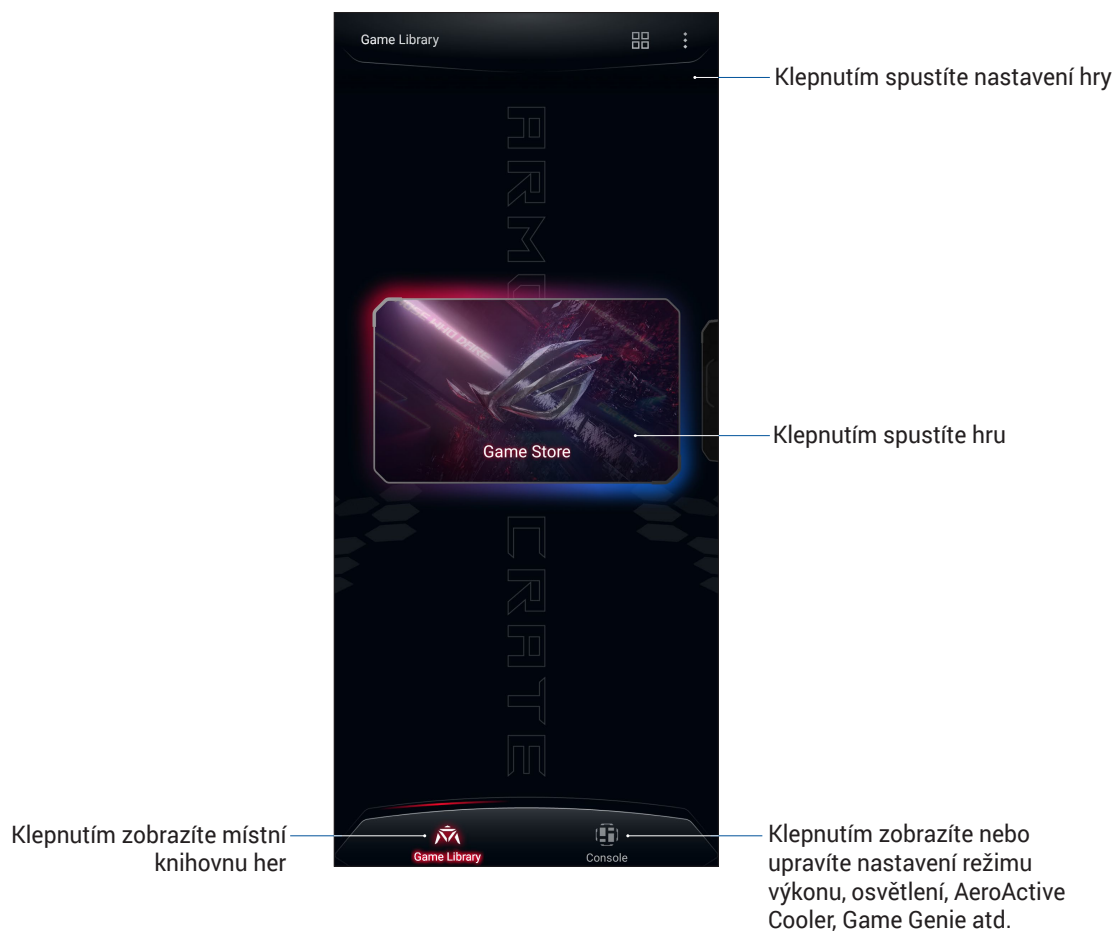 Game Library
Klepnutím spustíte nastavení hry
ARMO
Game Store
Klepnutím spustíte hru
CRATE
Klepnutím zobrazíte místní
knihovnu her
Game Library
Console
Klepnutím zobrazíte nebo
upravíte nastavení režimu
výkonu, osvětlení, AeroActive
Cooler, Game Genie atd.